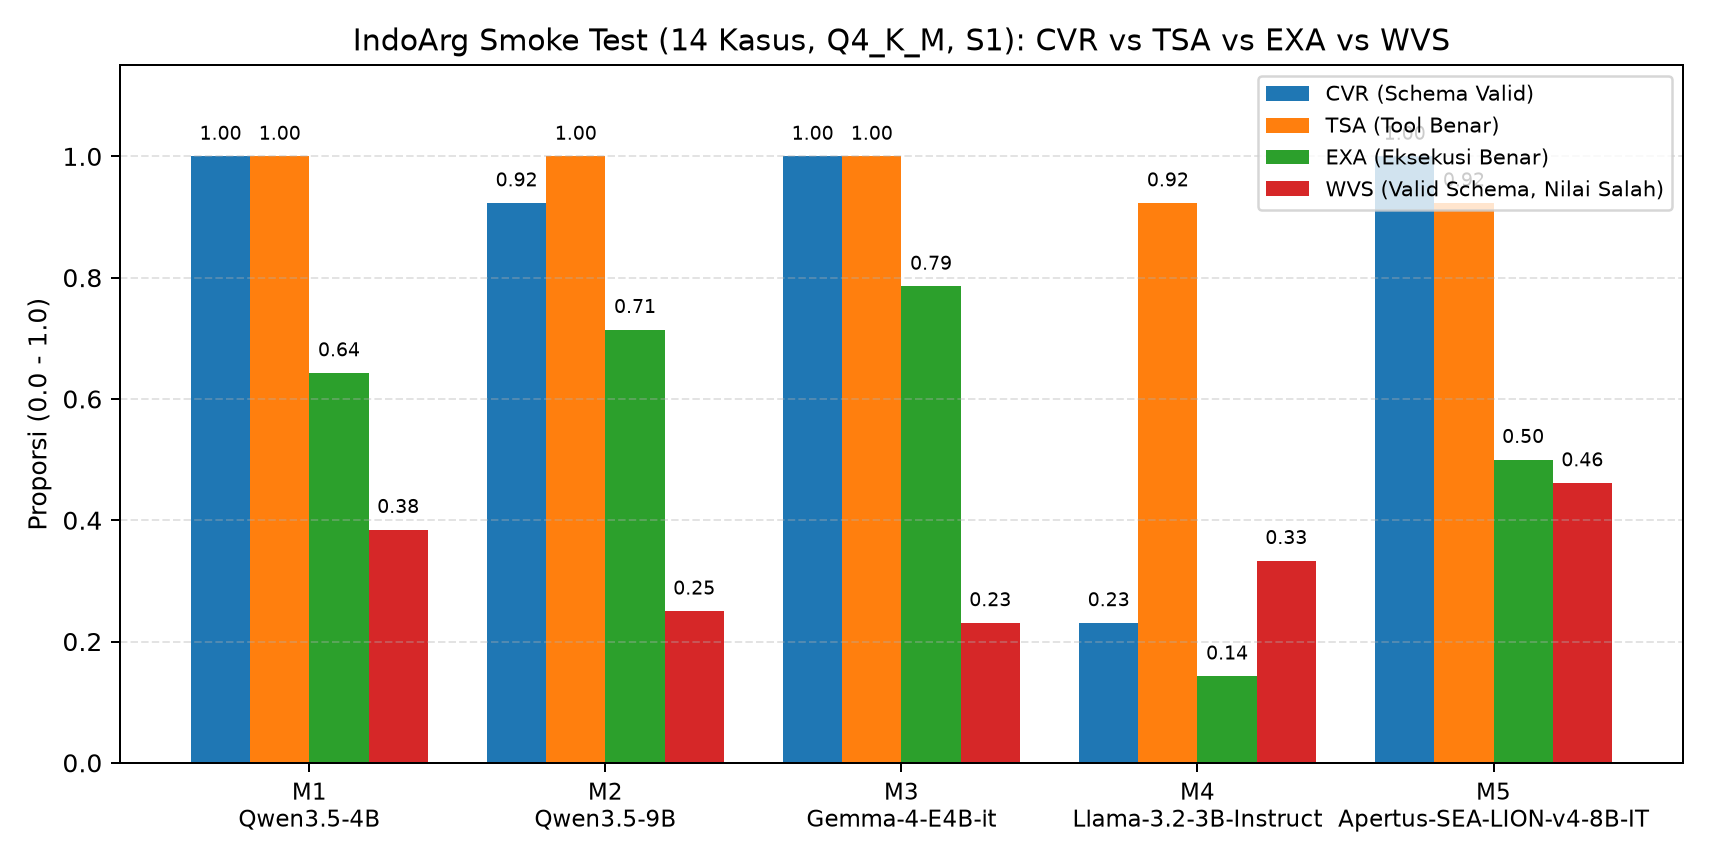 IndoArg Smoke Test (14 Kasus, Q4_K_M, S1): CVR vs TSA vs EXA vs WVS
CVR (Schema Valid)
TSA (Tool Benar)
EXA (Eksekusi Benar)
WVS (Valid Schema, Nilai Salah)
Proporsi (0.0 - 1.0)
1.0
0.8
0.6
0.4
0.2
0.0
1.00 1.00 0.64 0.38
0.92 1.00 0.71 0.25
1.00 1.00 0.79 0.23
0.23 0.92 0.14 0.33
1.00 0.92 0.50 0.46
M1
Qwen3.5-4B
M2
Qwen3.5-9B
M3
Gemma-4-E4B-it
M4
Llama-3.2-3B-Instruct
M5
Apertus-SEA-LION-v4-8B-IT